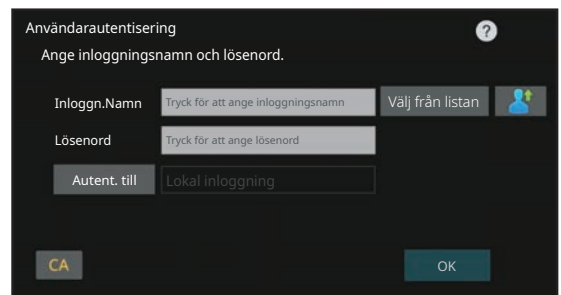 Användarautentisering ?
Ange inloggningsnamn och lösenord.
Inloggn.Namn Tryck för att ange inloggningsnamn Välj från listan
Lösenord Tryck för att ange lösenord
Autent. till Lokal inloggning
CA OK